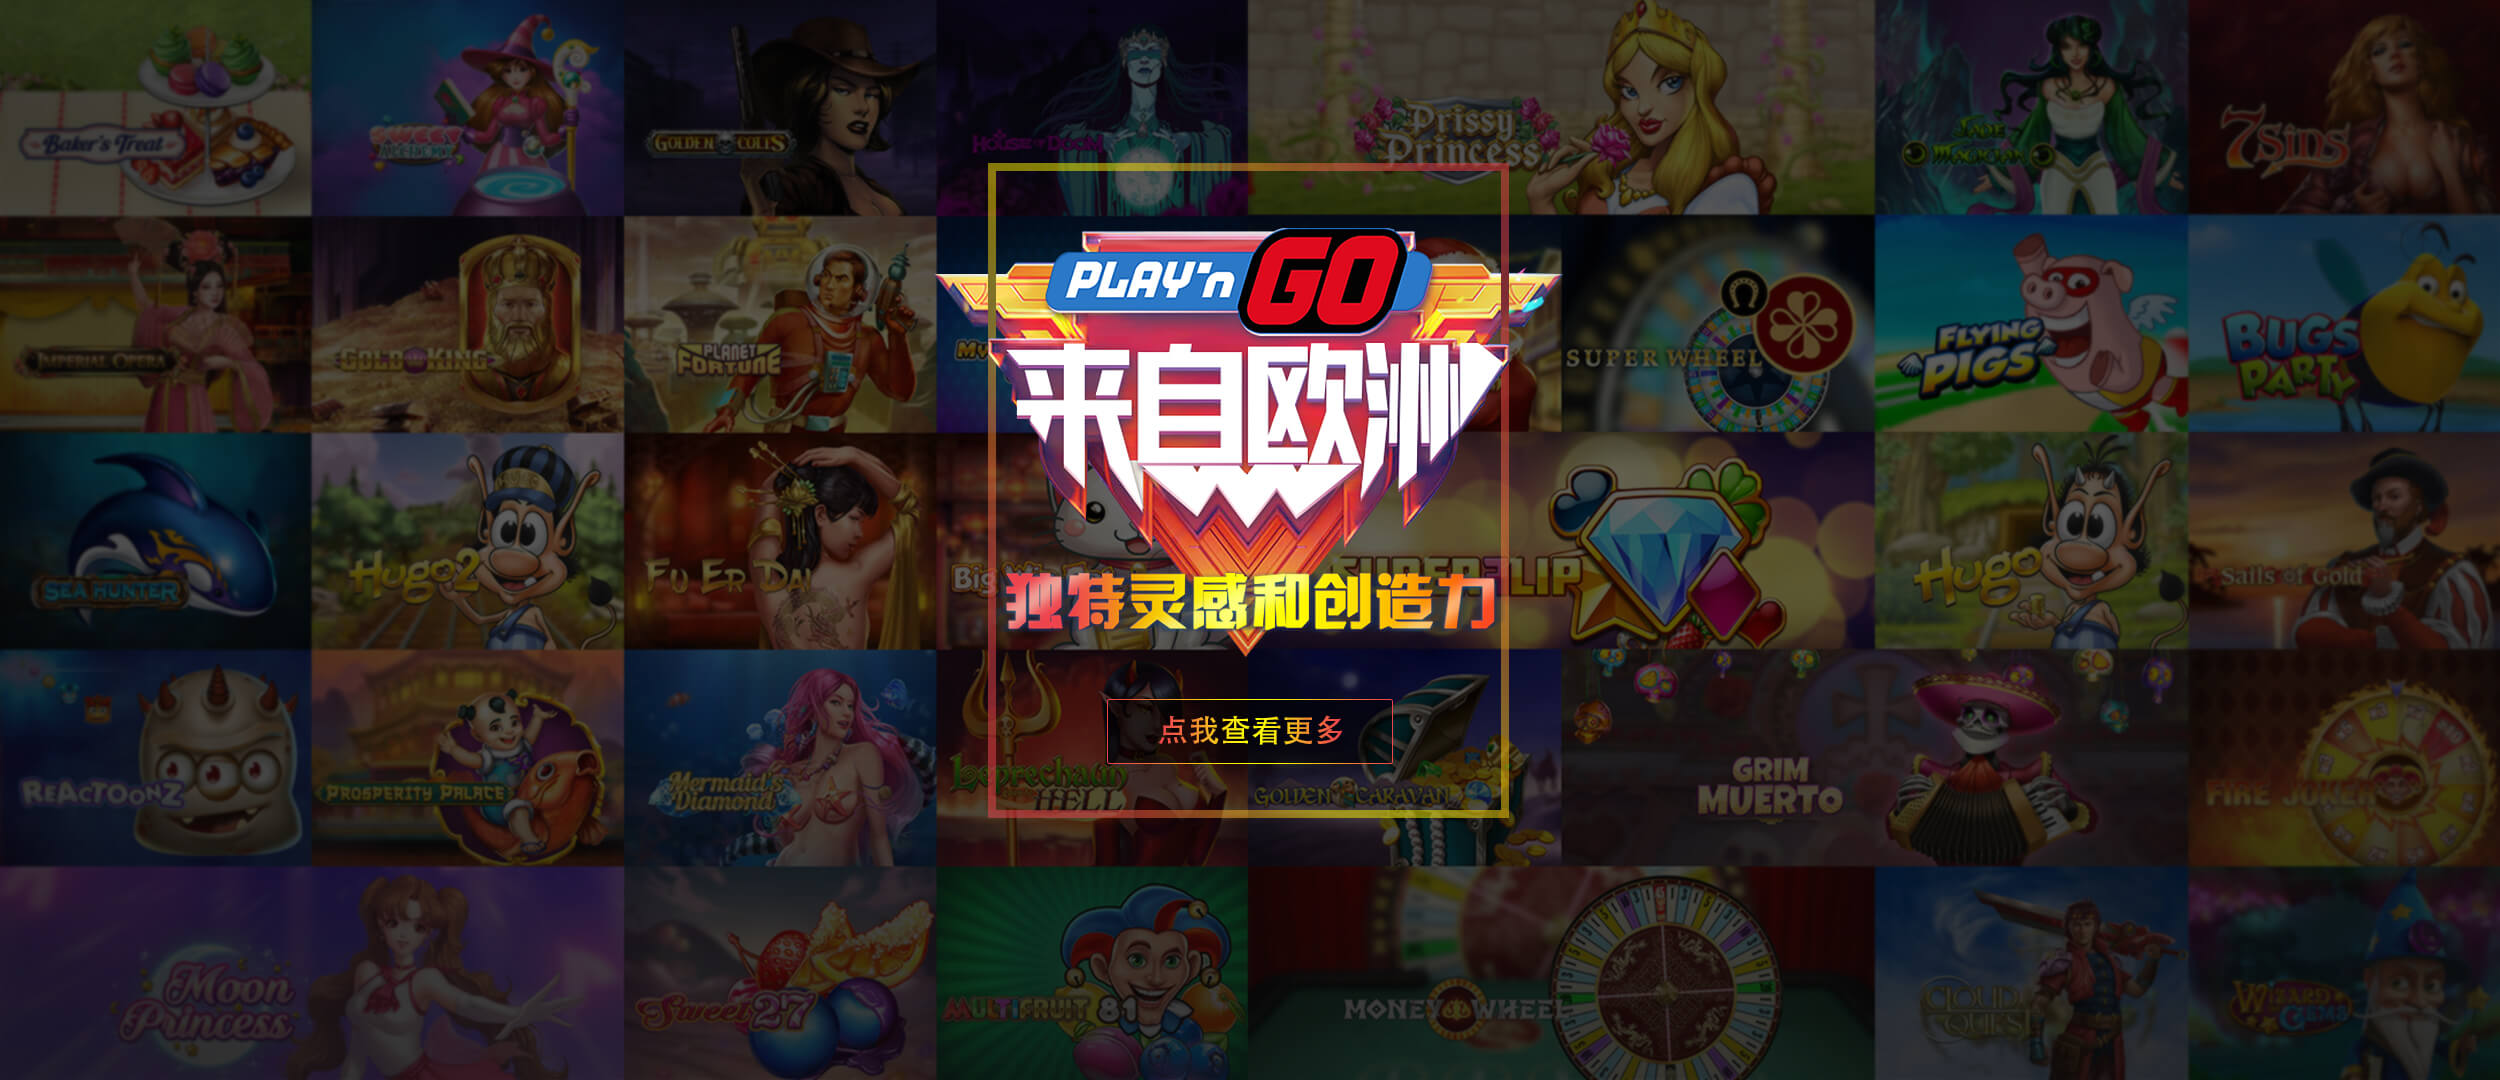 Baker's Treat
SWEET
ALCHEMY
GOLDEN COLTS
HOUSE OF DOOM
Prissy
Princess
JADE
MAGICIAN
7 Sins
IMPERIAL OPERA
GOLD KING
PLANET
FORTUNE
PLAY'n GO
来自欧洲
SUPER WHEEL
FLYING
PIGS
BUGS
PARTY
SEA HUNTER
Hugo 2
FU ER DAI
Big Wi
SUPER FLIP
独特灵感和创造力
Hugo
Sails of Gold
REACTOONZ
PROSPERITY PALACE
Mermaid's
Diamond
Leprechaun
HELL
点我查看更多
GOLDEN CARAVAN
GRIM
MUERTO
FIRE JOKER
Moon
Princess
Sweet 27
MULTIFRUIT 81
MONEY WHEEL
CLOUD
QUEST
WIZARD
OF GEMS